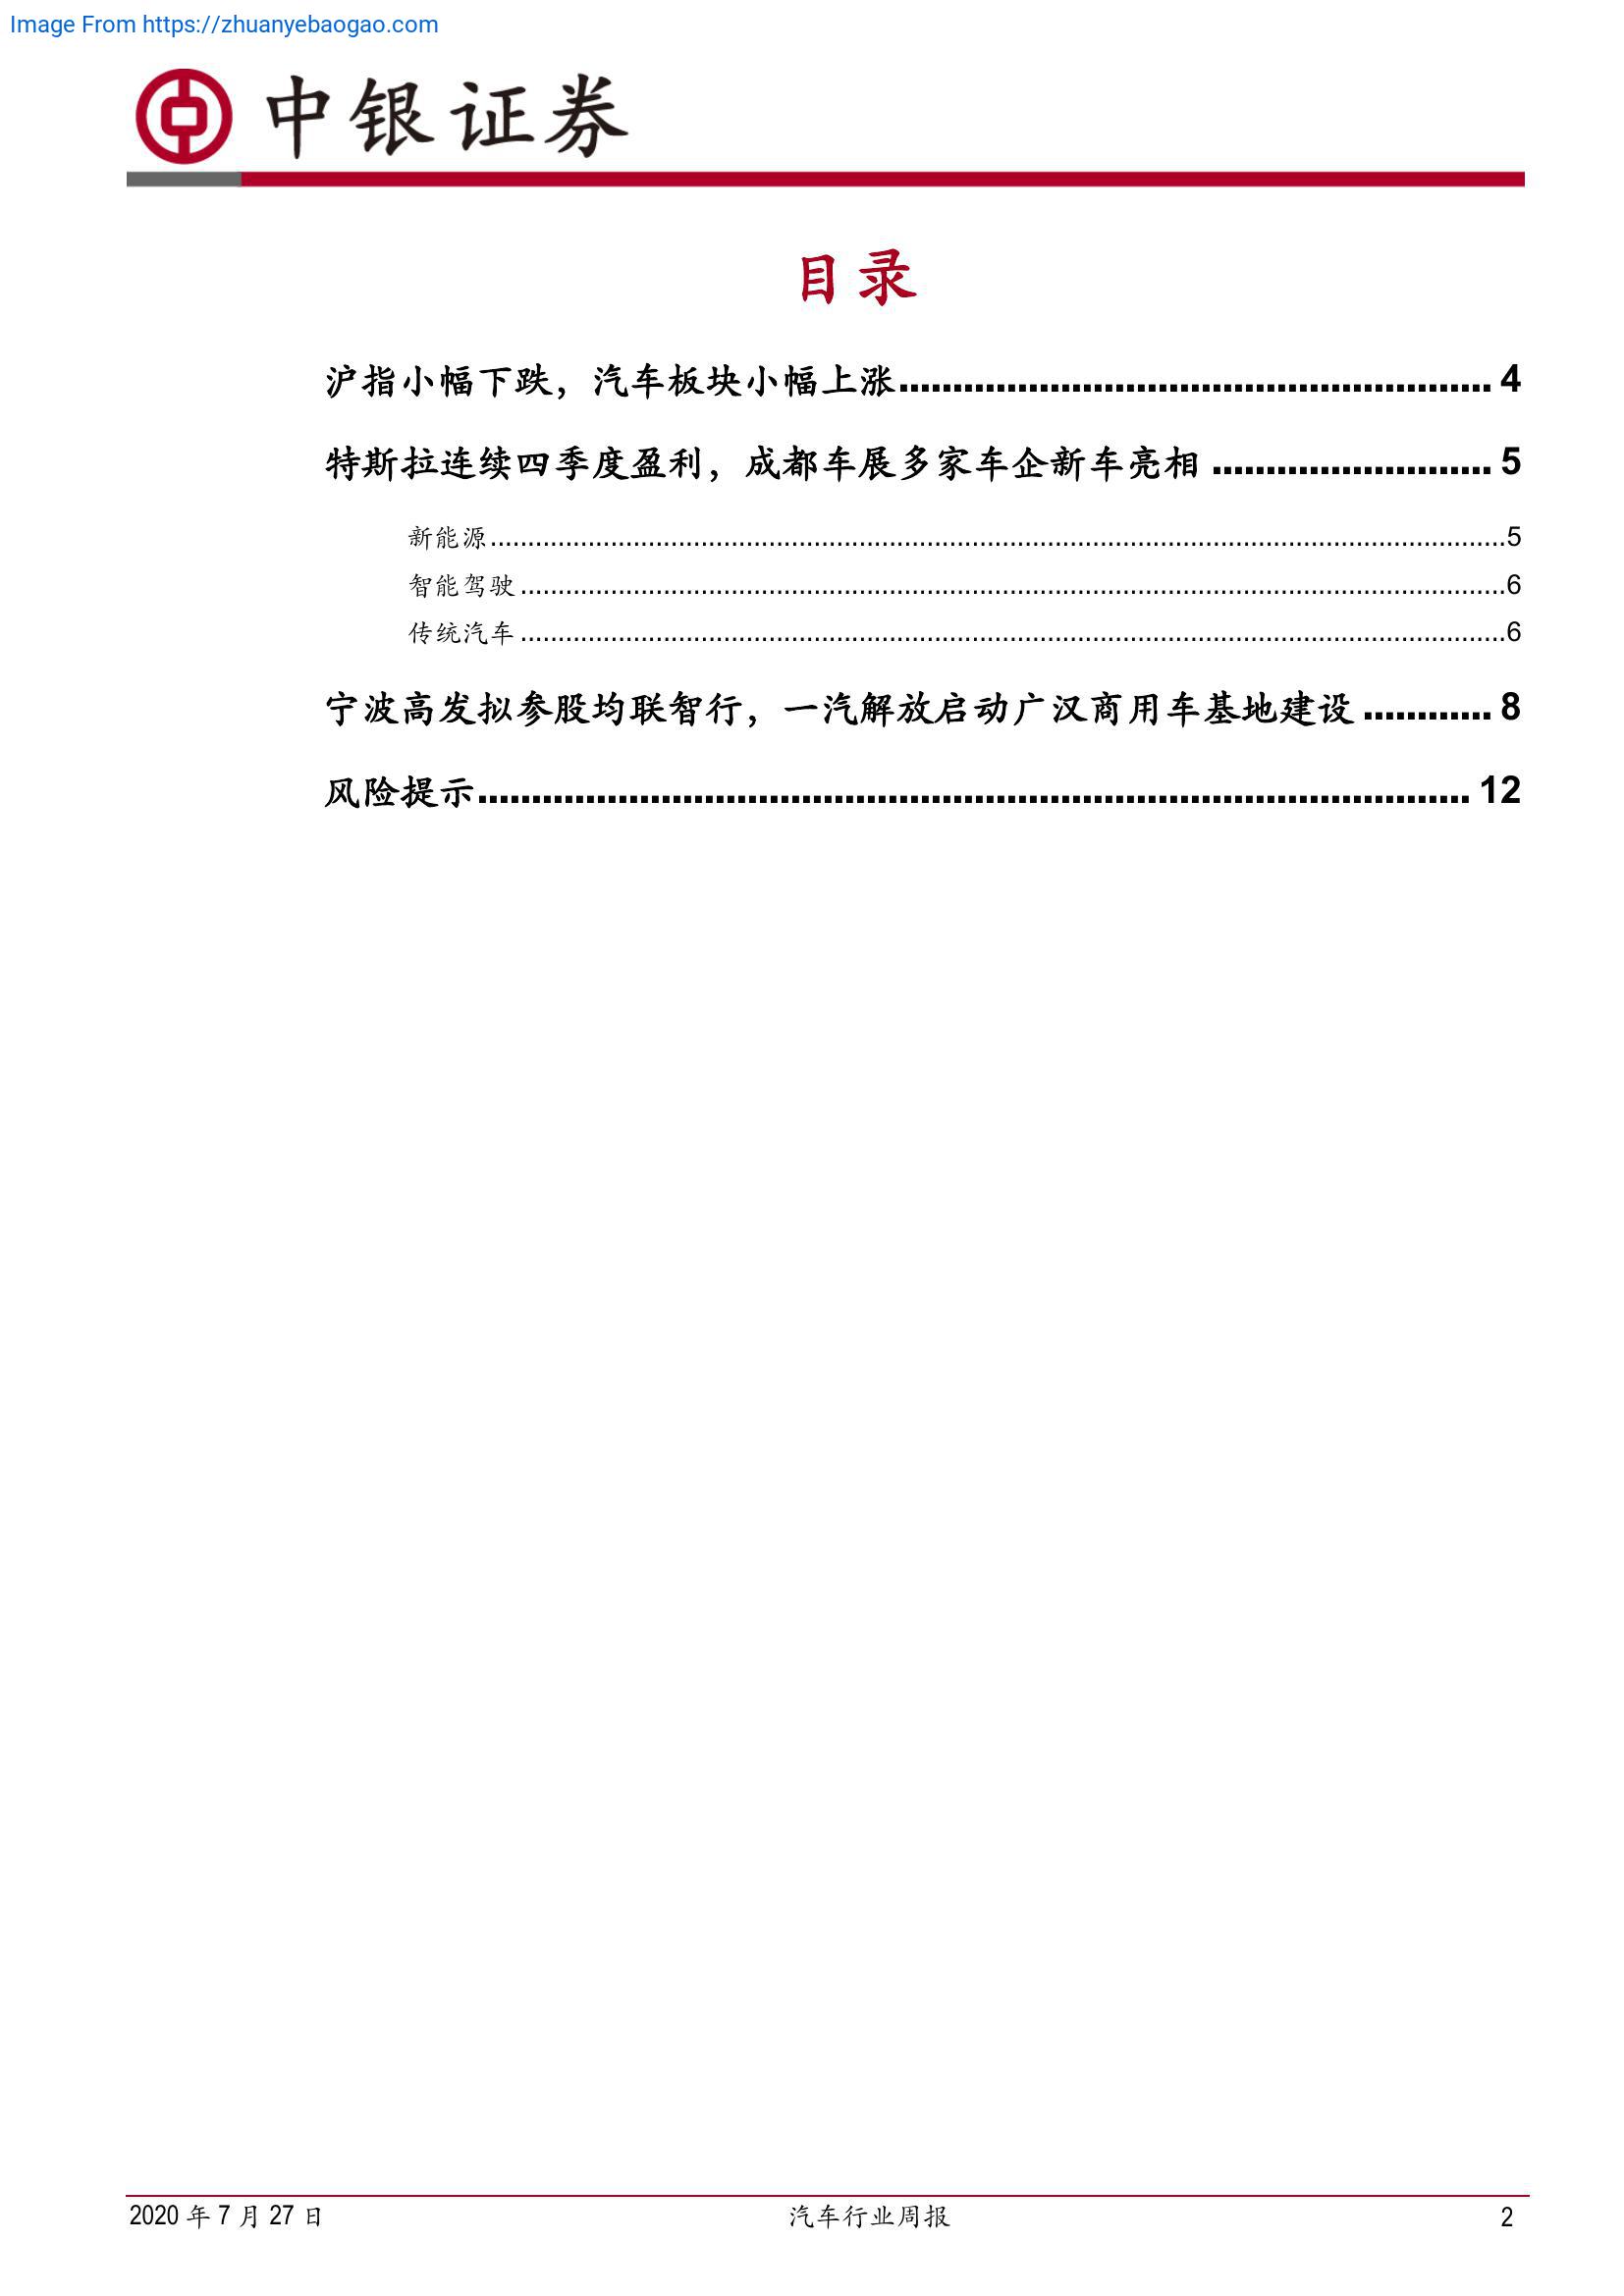 Image From https://zhuanyebaogao.com
中银证券
目录
沪指小幅下跌，汽车板块小幅上涨........................................................ 4
特斯拉连续四季度盈利，成都车展多家车企新车亮相 .......................... 5
新能源........................................................................................................................................5
智能驾驶 ....................................................................................................................................6
传统汽车 ....................................................................................................................................6
宁波高发拟参股均联智行，一汽解放启动广汉商用车基地建设 ............ 8
风险提示............................................................................................. 12
2020 年 7 月 27 日
汽车行业周报
2